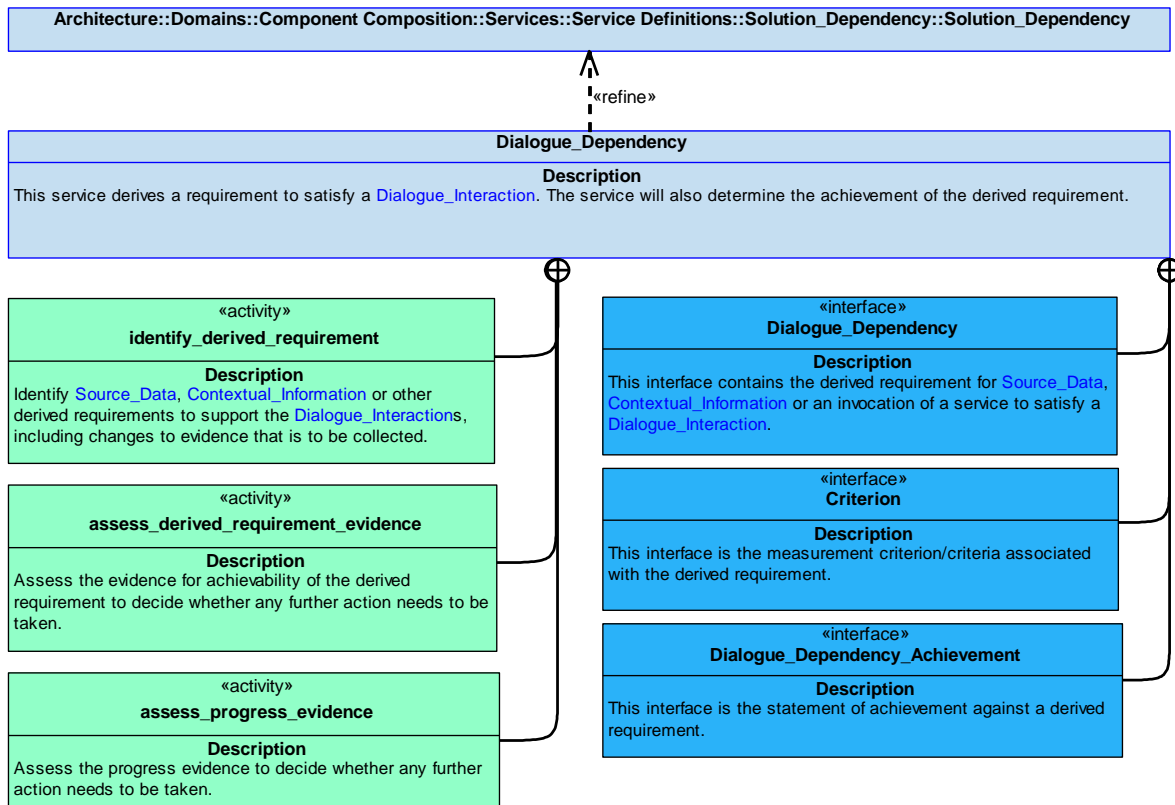 Architecture::Domains::Component Composition::Services::Service Definitions::Solution_Dependency::Solution_Dependency
«refine»
Dialogue_Dependency
Description
This service derives a requirement to satisfy a Dialogue_Interaction. The service will also determine the achievement of the derived requirement.
«activity»
identify_derived_requirement
Description
Identify Source_Data, Contextual_Information or other
derived requirements to support the Dialogue_Interactions,
including changes to evidence that is to be collected.
«activity»
assess_derived_requirement_evidence
Description
Assess the evidence for achievability of the derived
requirement to decide whether any further action needs to be
taken.
«activity»
assess_progress_evidence
Description
Assess the progress evidence to decide whether any further
action needs to be taken.
«interface»
Dialogue_Dependency
Description
This interface contains the derived requirement for Source_Data,
Contextual_Information or an invocation of a service to satisfy a
Dialogue_Interaction.
«interface»
Criterion
Description
This interface is the measurement criterion/criteria associated
with the derived requirement.
«interface»
Dialogue_Dependency_Achievement
Description
This interface is the statement of achievement against a derived
requirement.